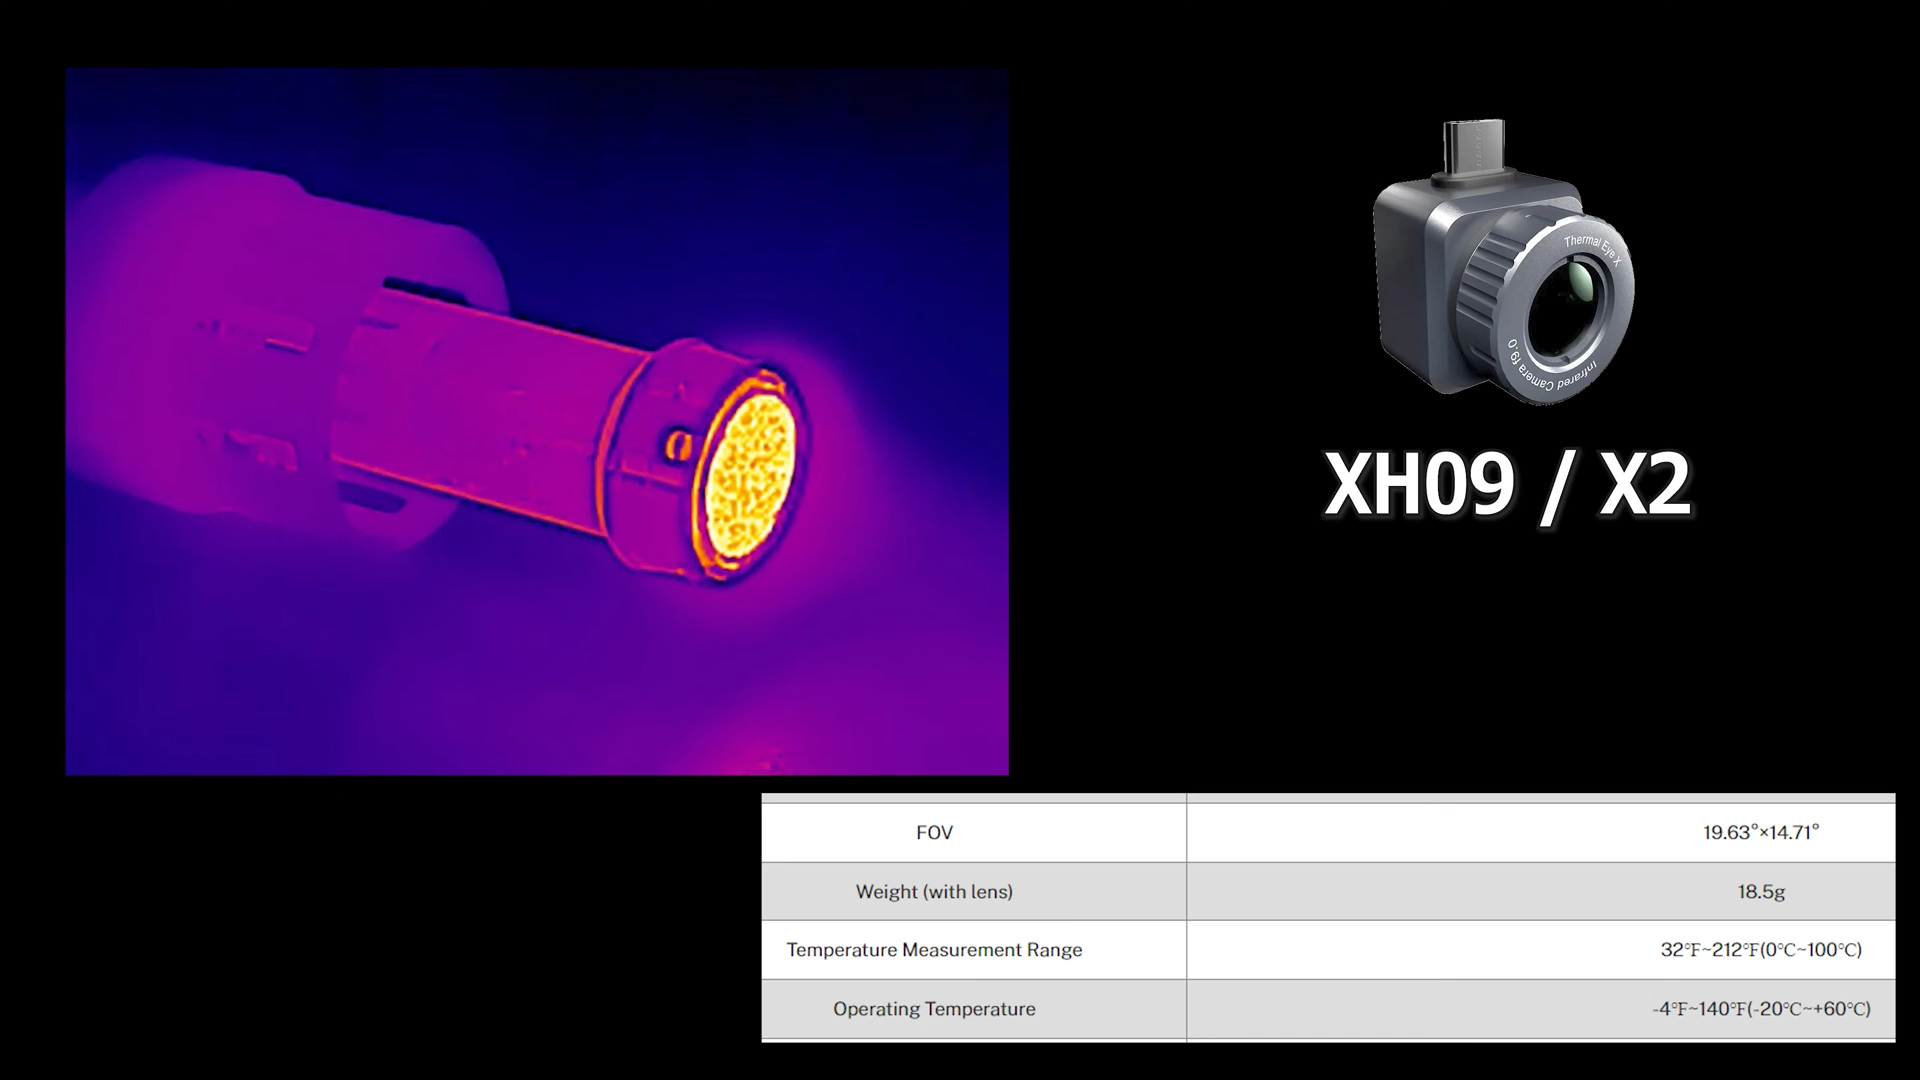 Thermal Eye X
Infrared Camera f9.0
XH09 / X2
FOV 19.63°×14.71°
Weight (with lens) 18.5g
Temperature Measurement Range 32℉~212℉(0℃~100℃)
Operating Temperature -4℉~140℉(-20℃~+60℃)